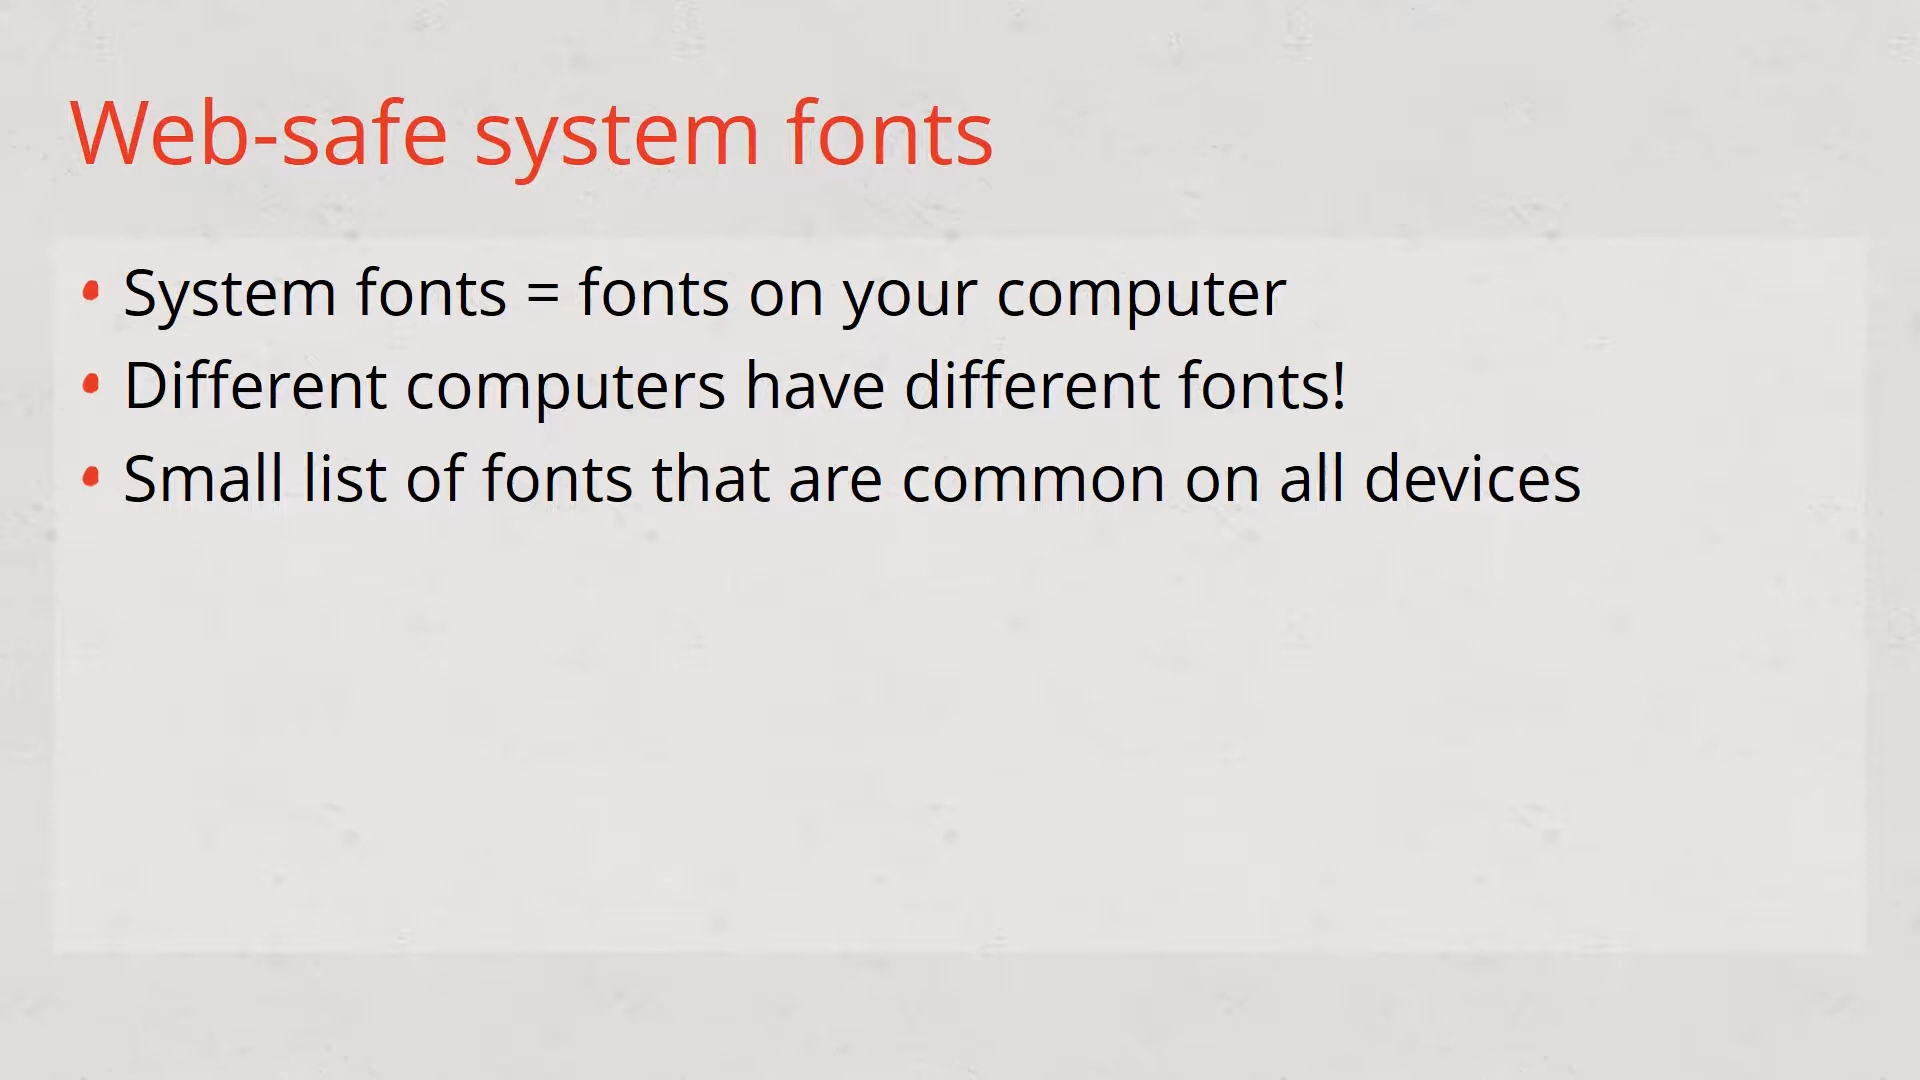 Web-safe system fonts
• System fonts = fonts on your computer
• Different computers have different fonts!
• Small list of fonts that are common on all devices